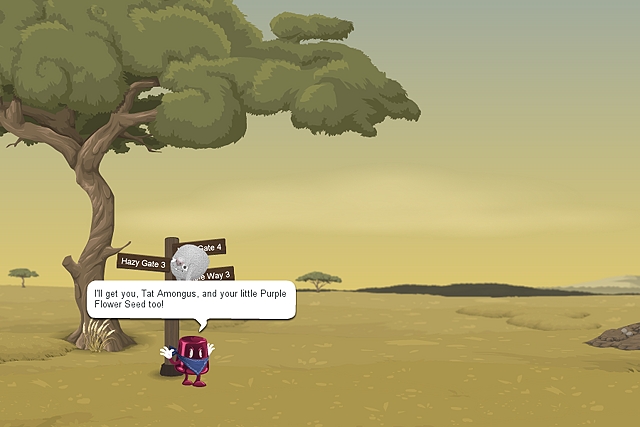 Gate 4
Hazy Gate 3
Way 3
I'll get you, Tat Amongus, and your little Purple
Flower Seed too!